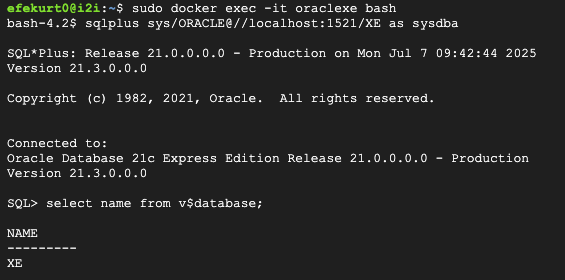 efekurt0@i2i:~$ sudo docker exec -it oraclexe bash
bash-4.2$ sqlplus sys/ORACLE@//localhost:1521/XE as sysdba
SQL*Plus: Release 21.0.0.0.0 - Production on Mon Jul 7 09:42:44 2025
Version 21.3.0.0.0
Copyright (c) 1982, 2021, Oracle.  All rights reserved.
Connected to:
Oracle Database 21c Express Edition Release 21.0.0.0.0 - Production
Version 21.3.0.0.0
SQL> select name from v$database;
NAME
---------
XE